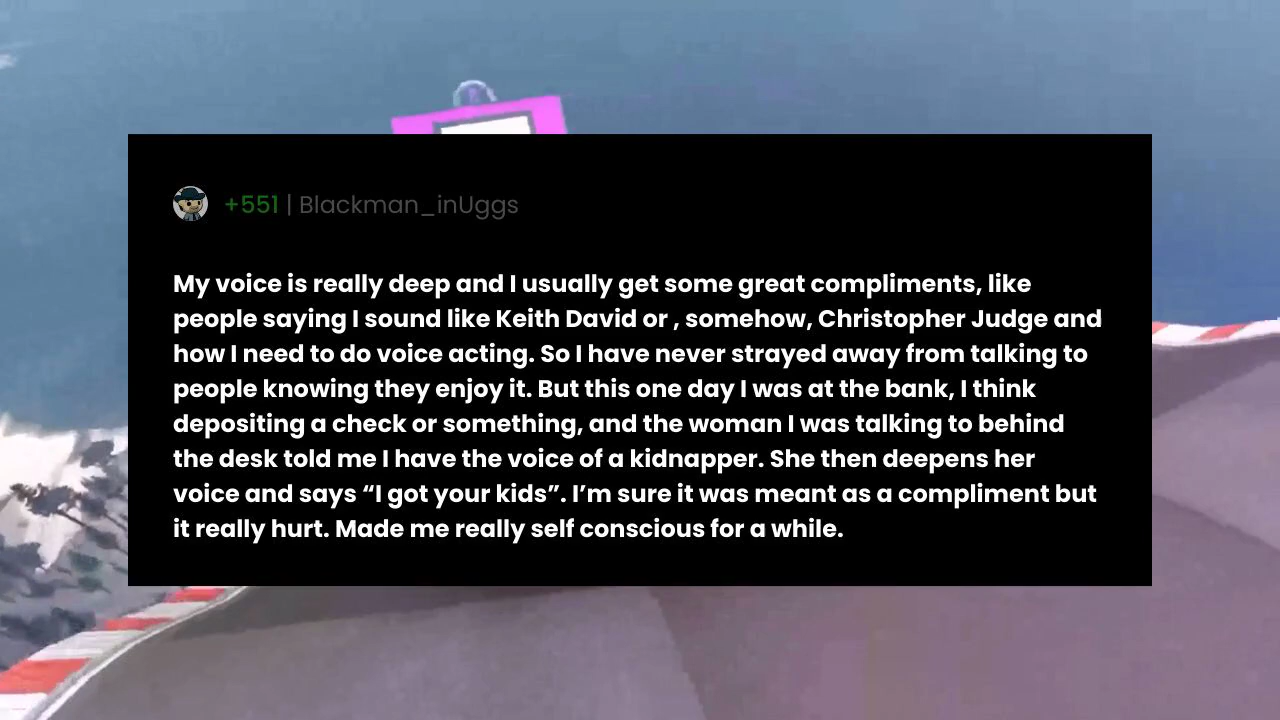 +551 | Blackman_inUggs
My voice is really deep and I usually get some great compliments, like
people saying I sound like Keith David or , somehow, Christopher Judge and
how I need to do voice acting. So I have never strayed away from talking to
people knowing they enjoy it. But this one day I was at the bank, I think
depositing a check or something, and the woman I was talking to behind
the desk told me I have the voice of a kidnapper. She then deepens her
voice and says “I got your kids”. I’m sure it was meant as a compliment but
it really hurt. Made me really self conscious for a while.